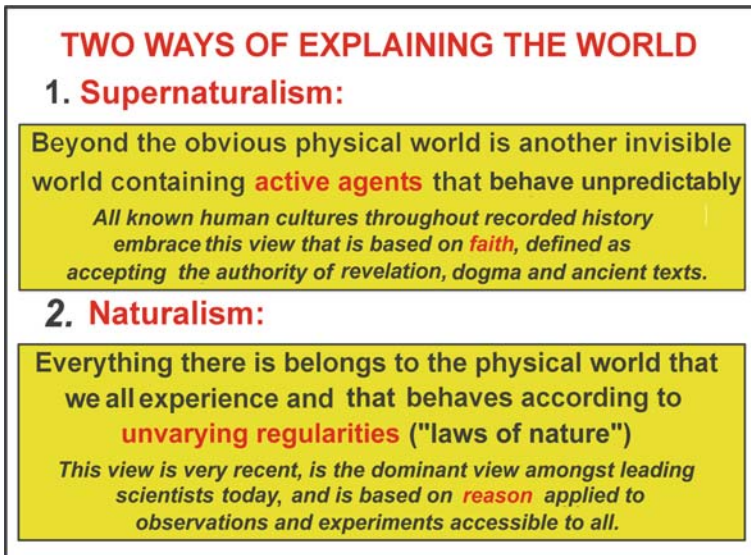 TWO WAYS OF EXPLAINING THE WORLD
1. Supernaturalism:
Beyond the obvious physical world is another invisible
world containing active agents that behave unpredictably
All known human cultures throughout recorded history
embrace this view that is based on faith, defined as
accepting the authority of revelation, dogma and ancient texts.
2. Naturalism:
Everything there is belongs to the physical world that
we all experience and that behaves according to
unvarying regularities ("laws of nature")
This view is very recent, is the dominant view amongst leading
scientists today, and is based on reason applied to
observations and experiments accessible to all.